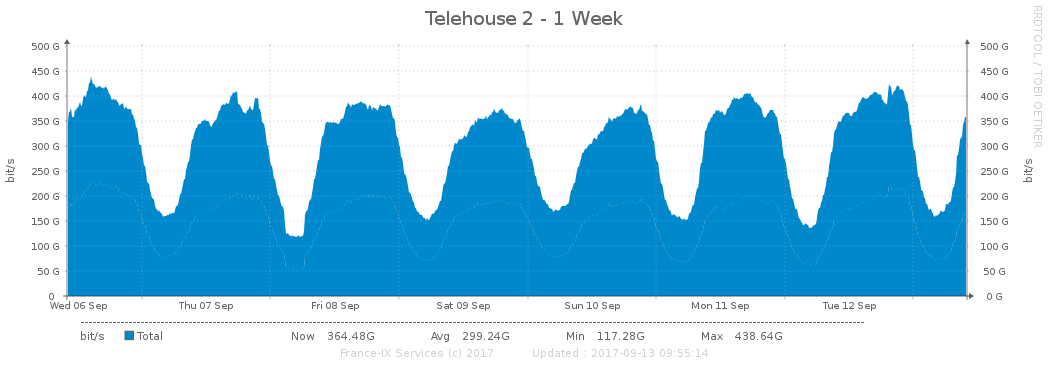 Telehouse 2 - 1 Week
RRDTOOL / TOBI OETIKER
500 G 500 G
450 G 450 G
400 G 400 G
350 G 350 G
300 G 300 G
250 G 250 G
200 G 200 G
150 G 150 G
100 G 100 G
50 G 50 G
0 0 G
bit/s
bit/s
Wed 06 Sep Thu 07 Sep Fri 08 Sep Sat 09 Sep Sun 10 Sep Mon 11 Sep Tue 12 Sep
bit/s Total Now 364.48G Avg 299.24G Min 117.28G Max 438.64G
France-IX Services (c) 2017 Updated : 2017-09-13 09:55:14